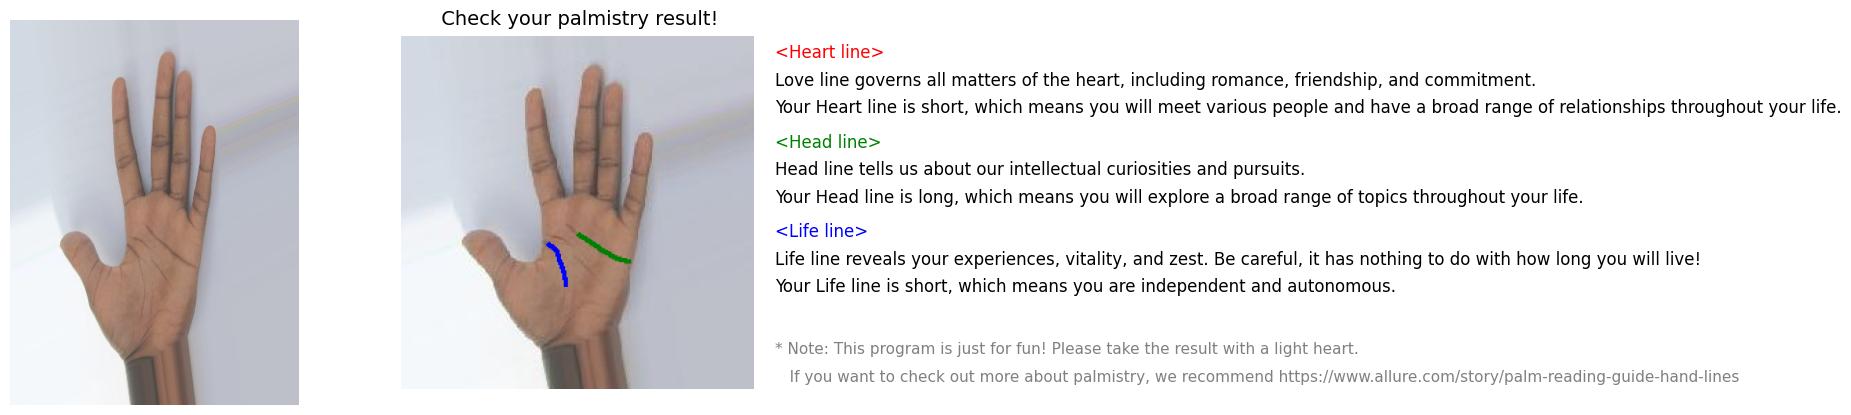 Check your palmistry result!
<Heart line>
Love line governs all matters of the heart, including romance, friendship, and commitment.
Your Heart line is short, which means you will meet various people and have a broad range of relationships throughout your life.
<Head line>
Head line tells us about our intellectual curiosities and pursuits.
Your Head line is long, which means you will explore a broad range of topics throughout your life.
<Life line>
Life line reveals your experiences, vitality, and zest. Be careful, it has nothing to do with how long you will live!
Your Life line is short, which means you are independent and autonomous.
* Note: This program is just for fun! Please take the result with a light heart.
If you want to check out more about palmistry, we recommend https://www.allure.com/story/palm-reading-guide-hand-lines